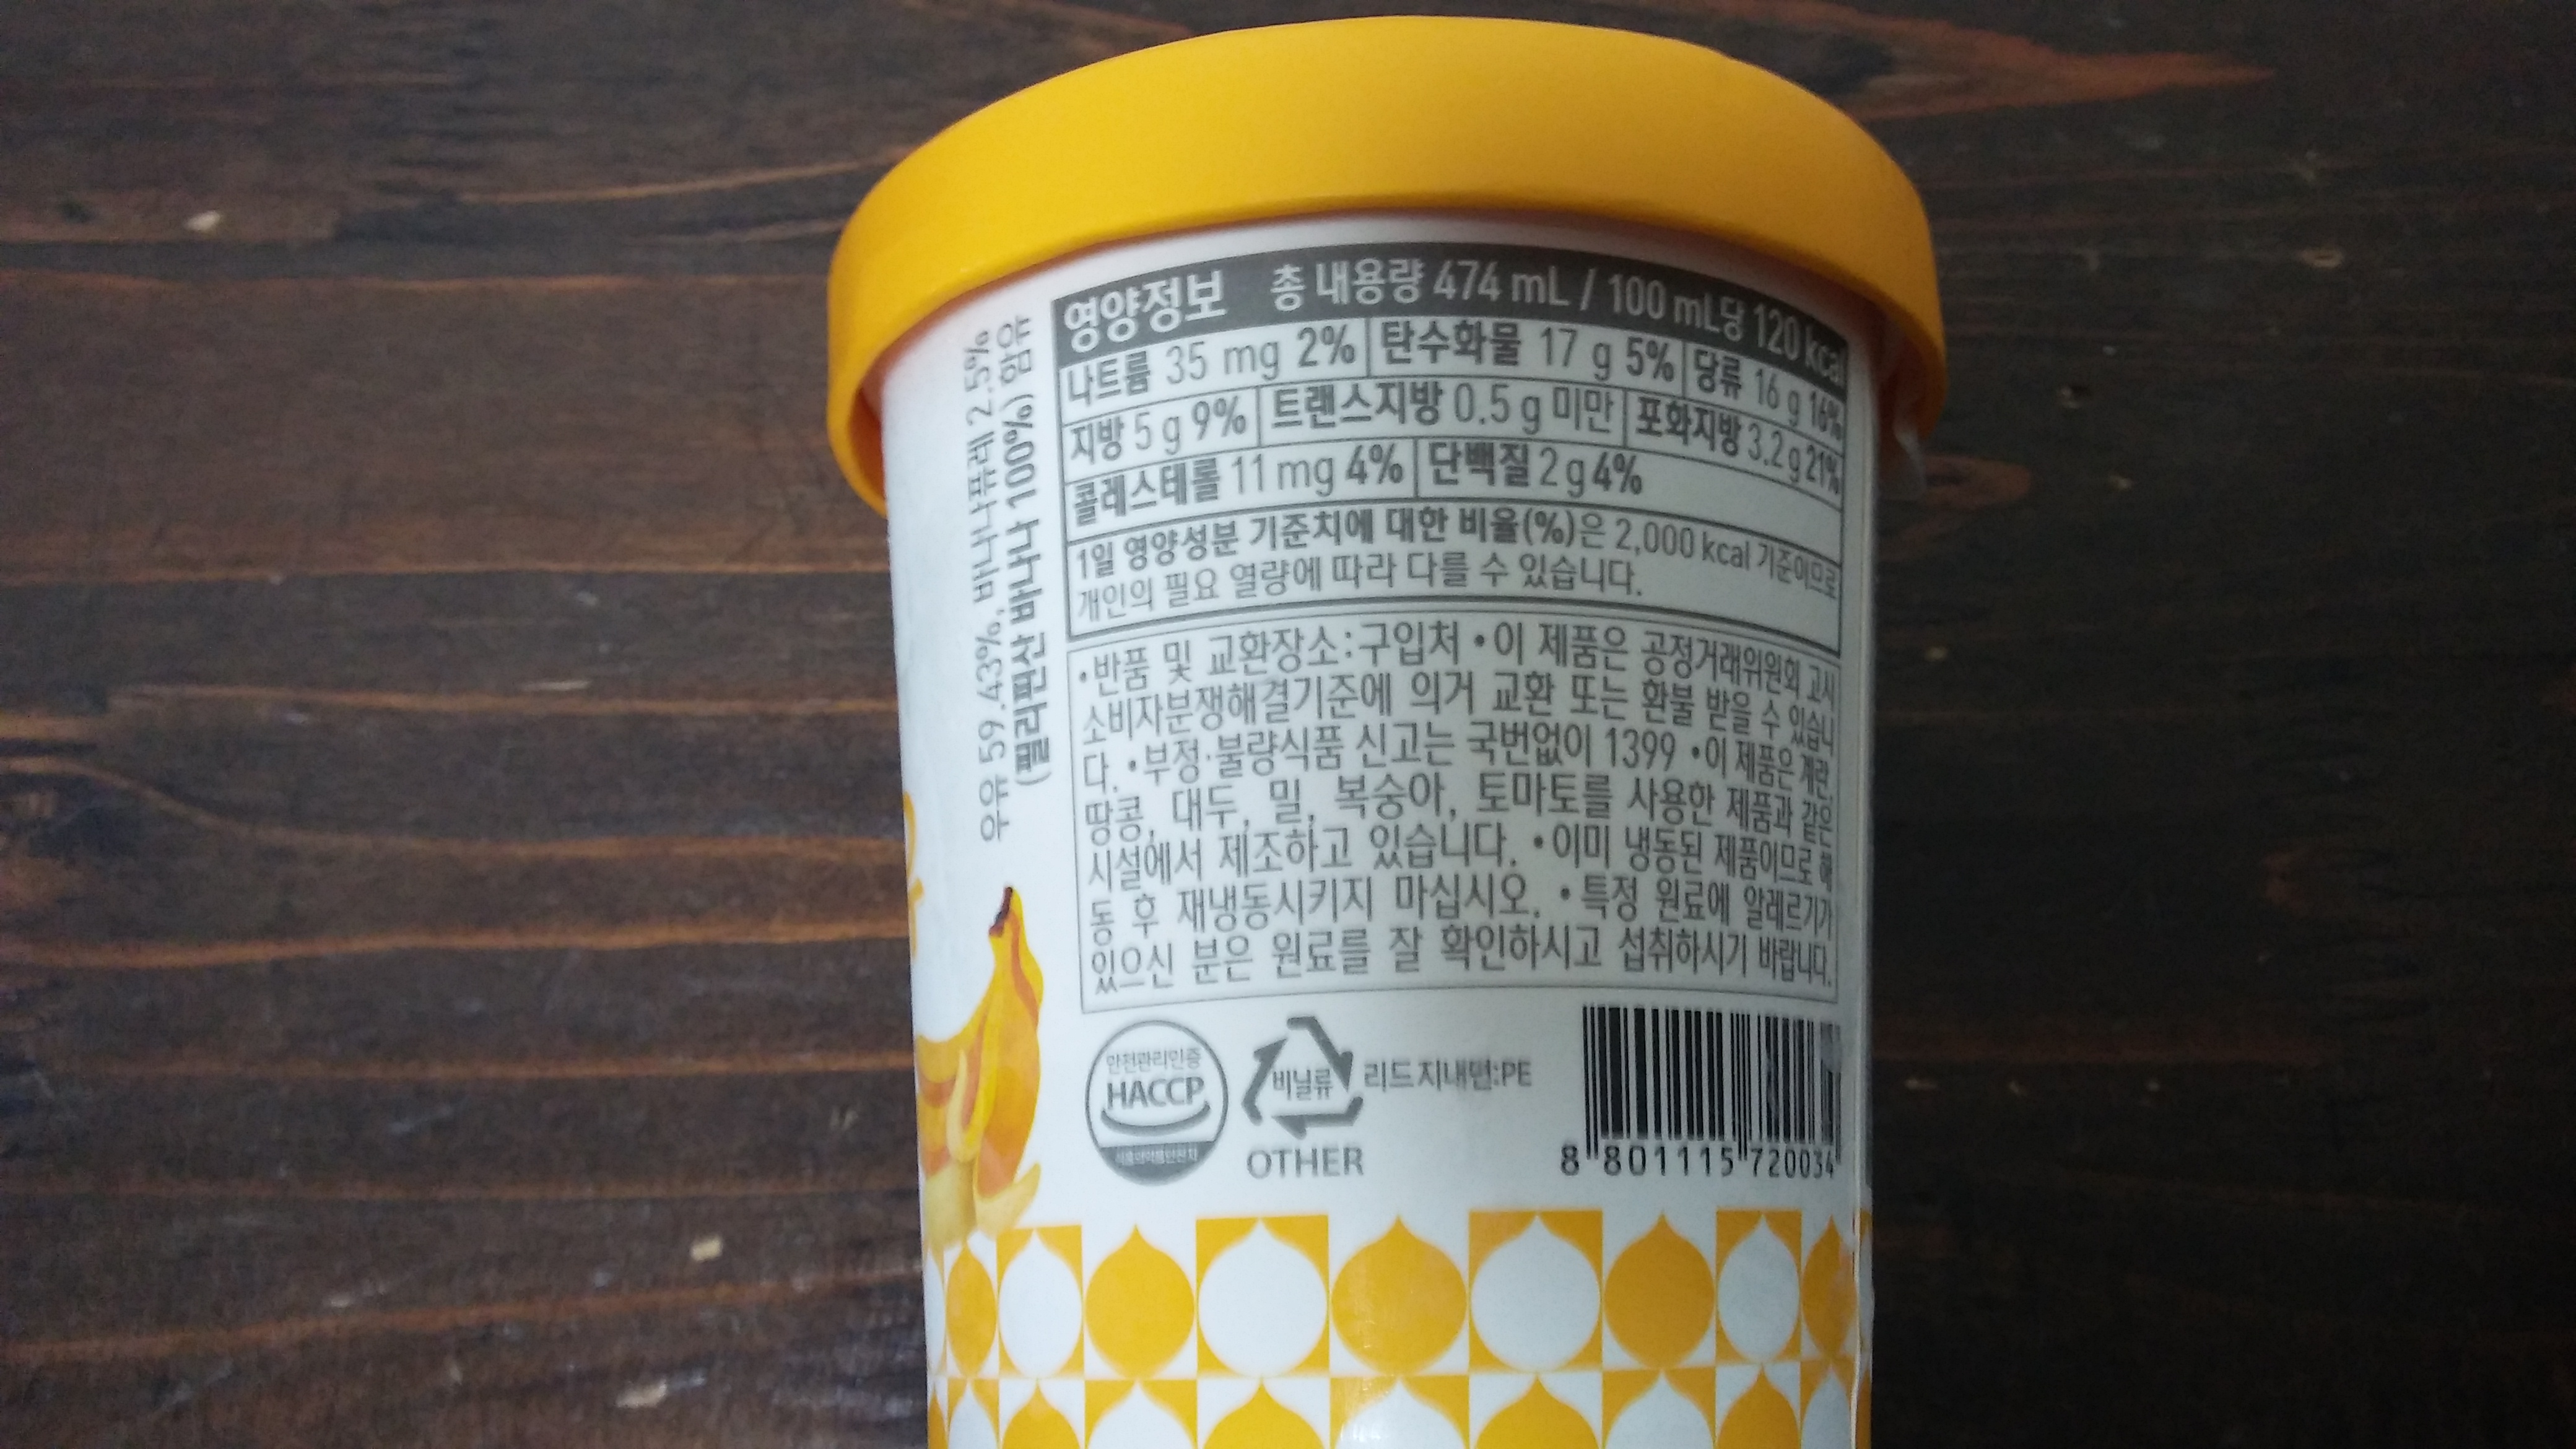 우유 59.43%, 바나나퓨레 2.5%
(필리핀산 바나나 100%) 함유
영양정보 총 내용량 474 mL / 100 mL당 120 kcal
나트륨 35 mg 2% 탄수화물 17 g 5% 당류 16 g 16%
지방 5 g 9% 트랜스지방 0.5 g 미만 포화지방 3.2 g 21%
콜레스테롤 11 mg 4% 단백질 2 g 4%
1일 영양성분 기준치에 대한 비율(%)은 2,000 kcal 기준이므로
개인의 필요 열량에 따라 다를 수 있습니다.
•반품 및 교환장소:구입처 •이 제품은 공정거래위원회 고시
소비자분쟁해결기준에 의거 교환 또는 환불 받을 수 있습니
다. •부정·불량식품 신고는 국번없이 1399 •이 제품은 계란,
땅콩, 대두, 밀, 복숭아, 토마토를 사용한 제품과 같은
시설에서 제조하고 있습니다. •이미 냉동된 제품이므로 해
동 후 재냉동시키지 마십시오. •특정 원료에 알레르기가
있으신 분은 원료를 잘 확인하시고 섭취하시기 바랍니다.
안전관리인증
HACCP
식품의약품안전처
비닐류
리드지내면:PE
OTHER
8 801115 720034